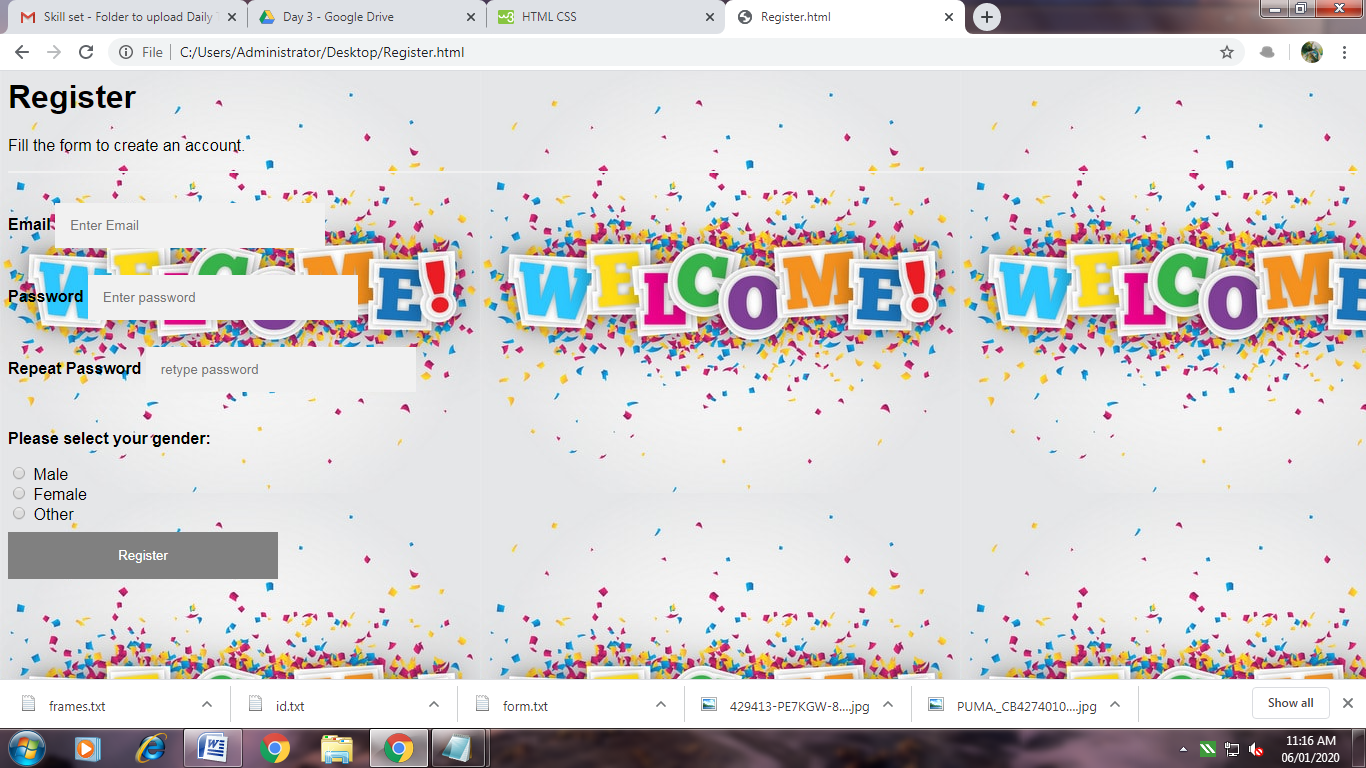 Skill set - Folder to upload Daily
Day 3 - Google Drive
HTML CSS
Register.html
File
C:/Users/Administrator/Desktop/Register.html
Register
Fill the form to create an account.
Email
Enter Email
Password
Enter password
Repeat Password
retype password
Please select your gender:
Male
Female
Other
Register
WELCOME!
WELCOME!
WELCOME
frames.txt
id.txt
form.txt
429413-PE7KGW-8....jpg
PUMA._CB4274010....jpg
Show all
11:16 AM
06/01/2020